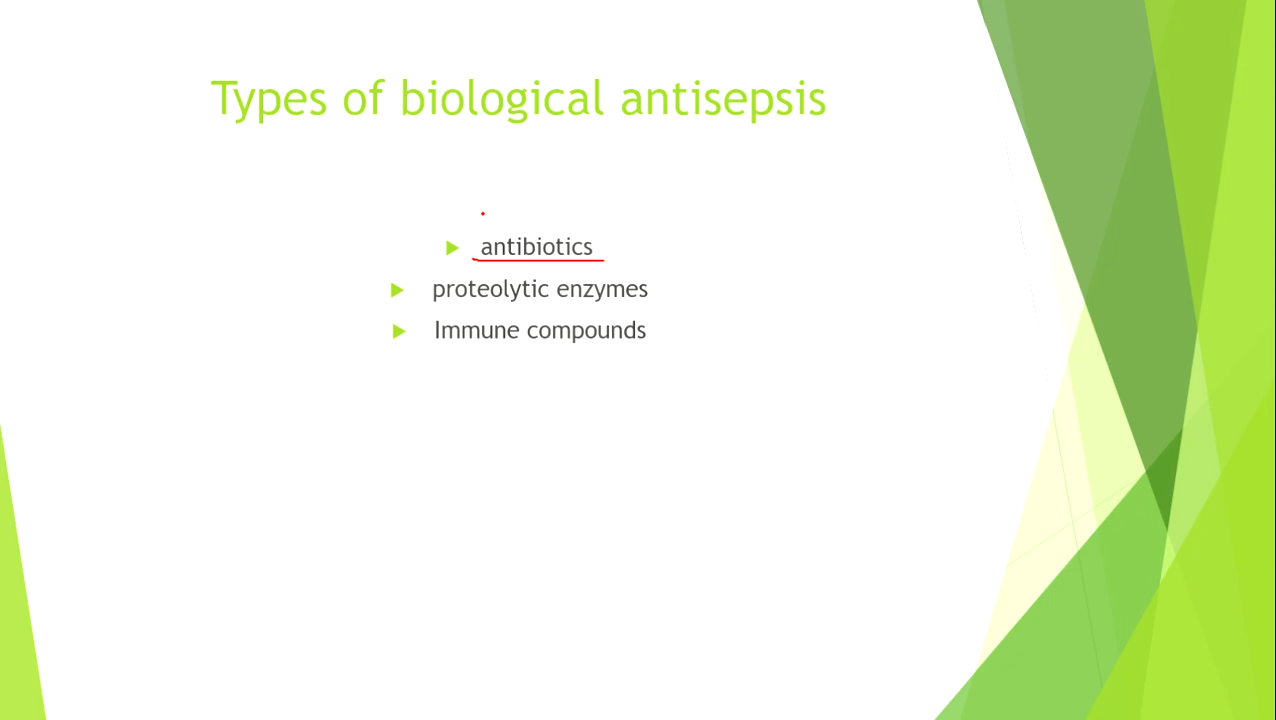 Types of biological antisepsis
antibiotics
proteolytic enzymes
Immune compounds